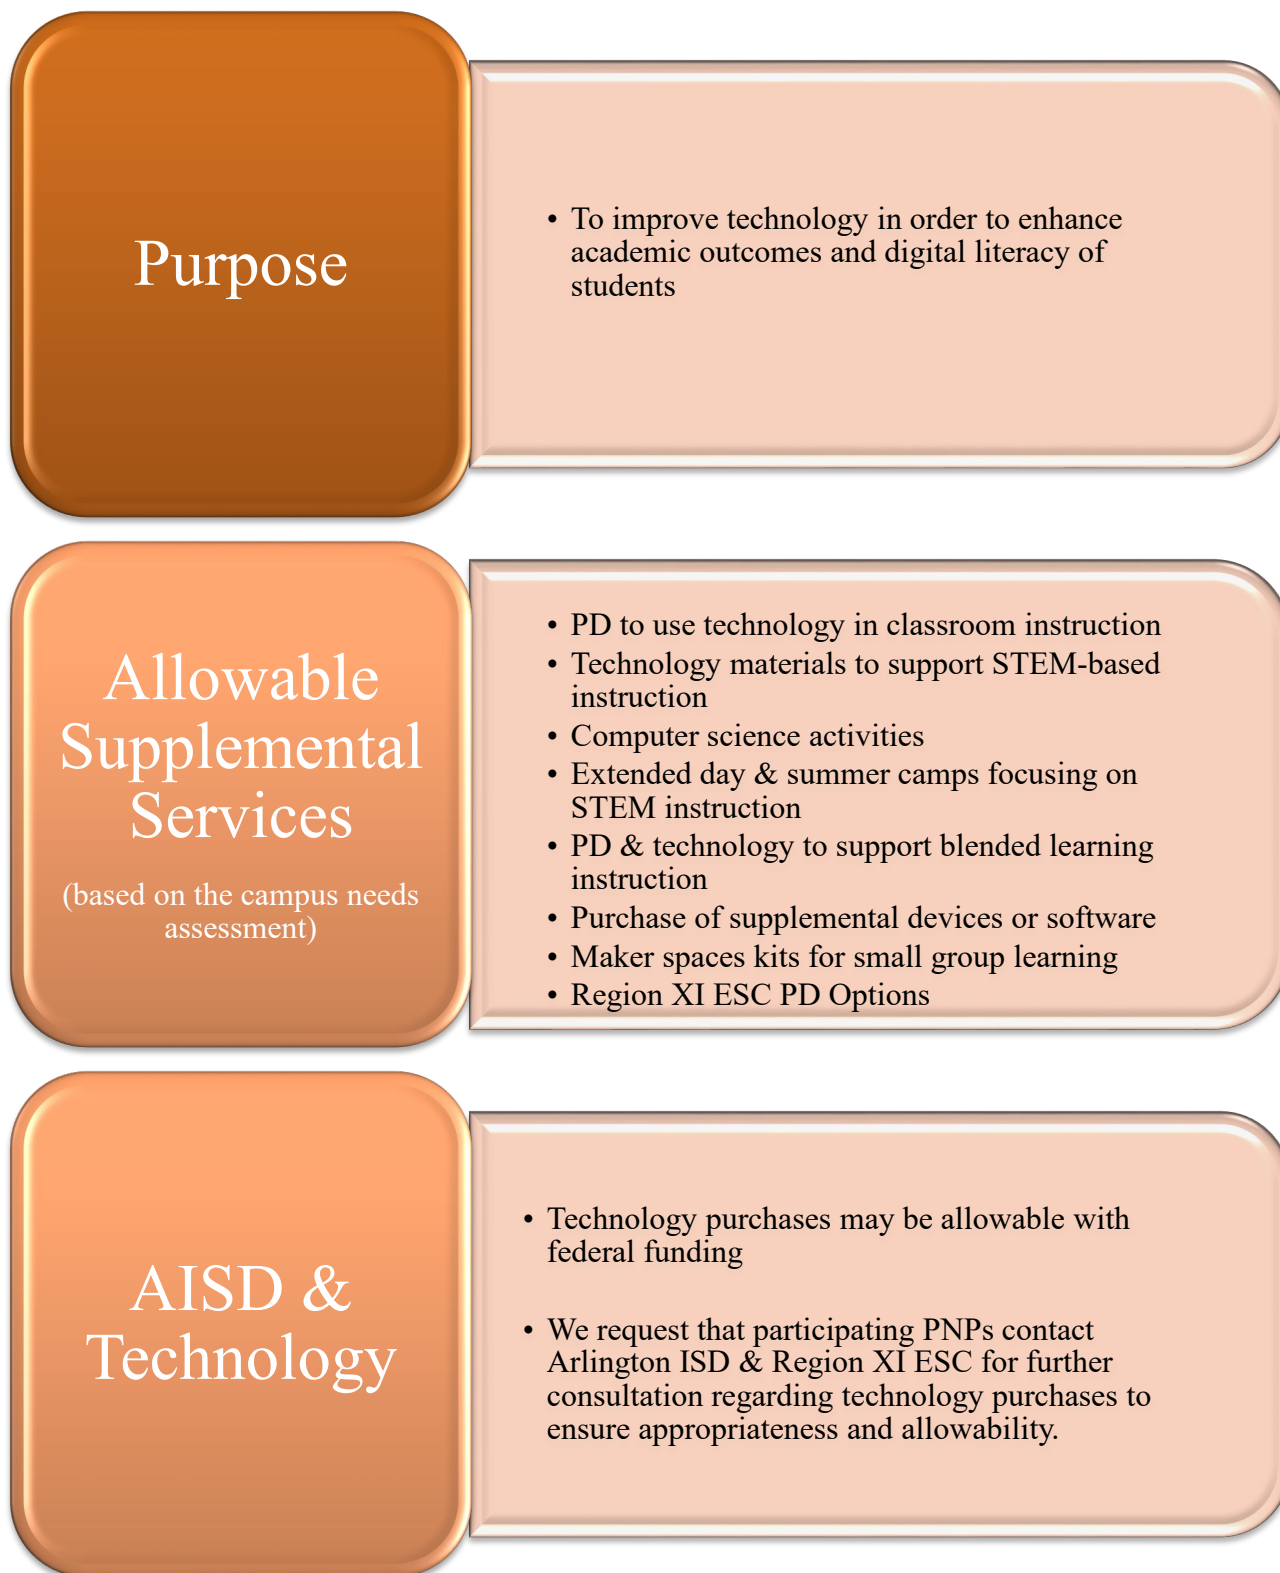 Purpose
• To improve technology in order to enhance
academic outcomes and digital literacy of
students
Allowable
Supplemental
Services
(based on the campus needs
assessment)
• PD to use technology in classroom instruction
• Technology materials to support STEM-based
instruction
• Computer science activities
• Extended day & summer camps focusing on
STEM instruction
• PD & technology to support blended learning
instruction
• Purchase of supplemental devices or software
• Maker spaces kits for small group learning
• Region XI ESC PD Options
AISD &
Technology
• Technology purchases may be allowable with
federal funding
• We request that participating PNPs contact
Arlington ISD & Region XI ESC for further
consultation regarding technology purchases to
ensure appropriateness and allowability.